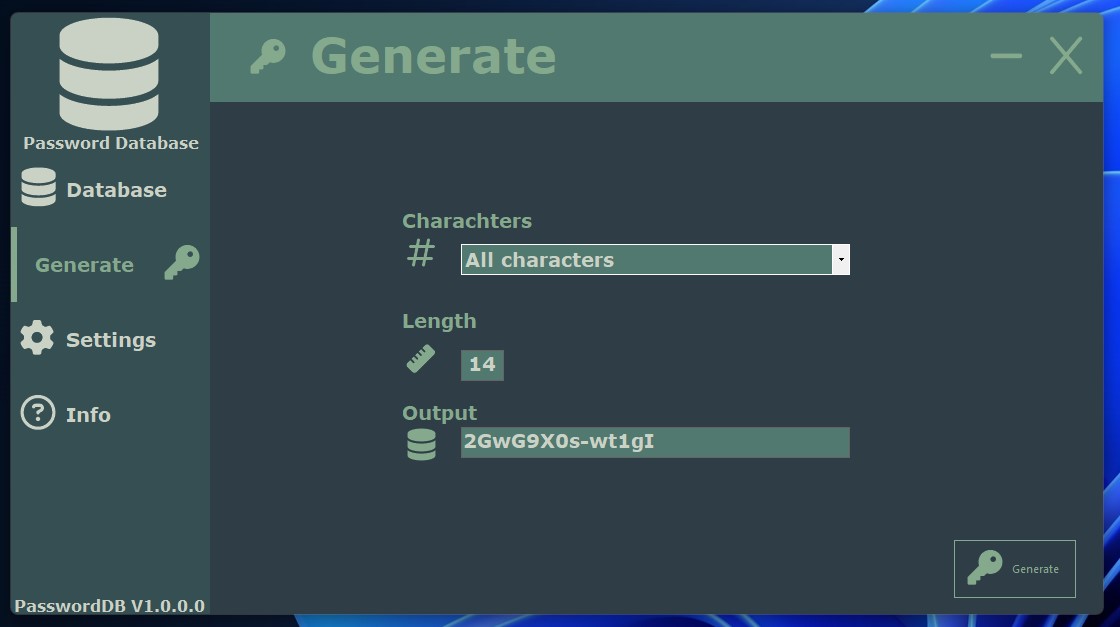 Password Database
Database
Generate
Settings
Info
PasswordDB V1.0.0.0
Generate
Charachters
All characters
Length
14
Output
2GwG9X0s-wt1gI
Generate